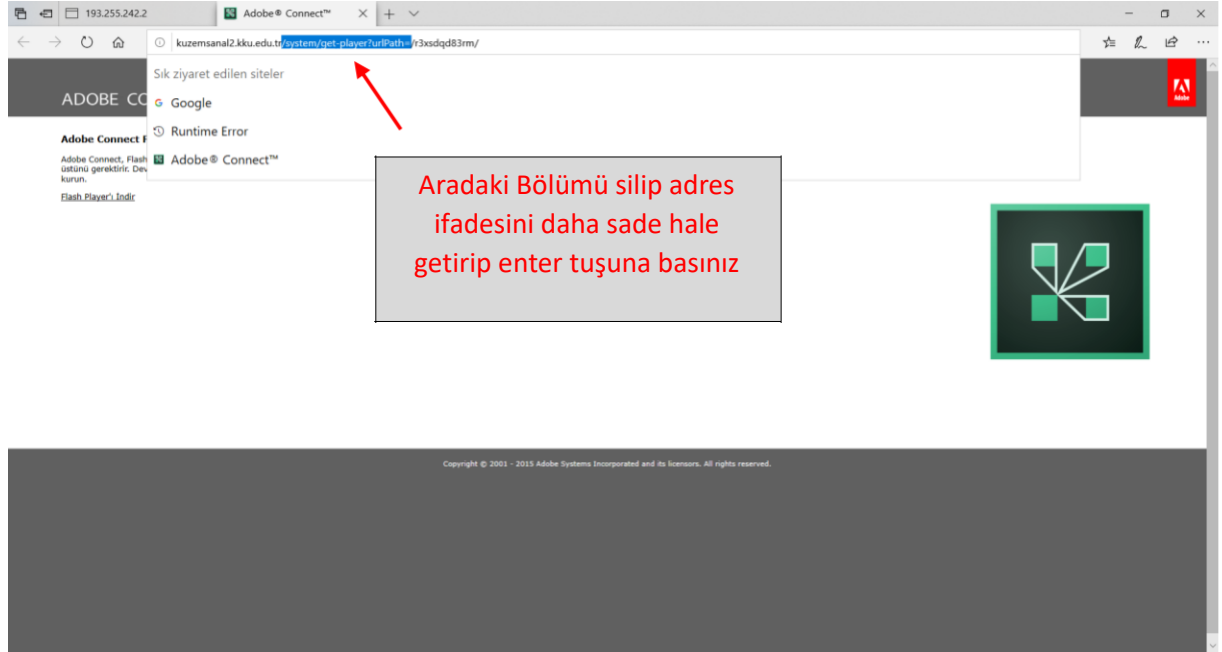 193.255.242.2
Adobe® Connect™
kuzemsanal2.kku.edu.tr/system/get-player?urlPath=/r3xsdqd83rm/
Sık ziyaret edilen siteler
Google
Runtime Error
Adobe® Connect™
ADOBE CO
Adobe
Adobe Connect F
Adobe Connect, Flash
üstünü gerektirir. Dev
kurun.
Flash Player'ı İndir
Aradaki Bölümü silip adres
ifadesini daha sade hale
getirip enter tuşuna basınız
Copyright © 2001 - 2015 Adobe Systems Incorporated and its licensors. All rights reserved.